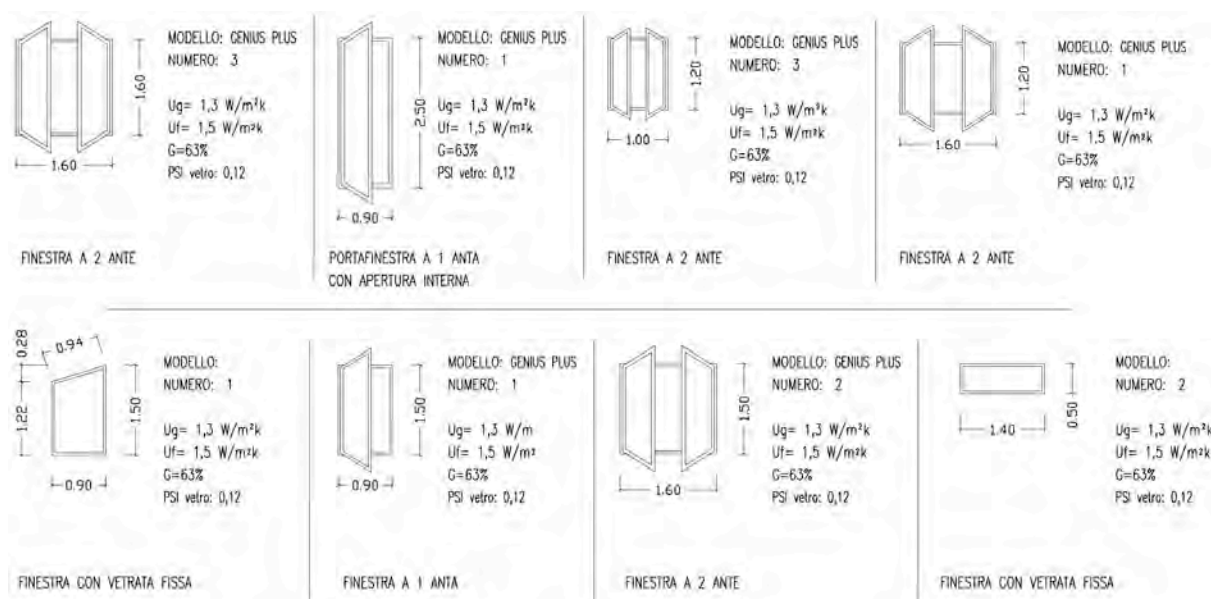 1.60
1.60
MODELLO: GENIUS PLUS
NUMERO: 3
Ug= 1,3 W/m²k
Uf= 1,5 W/m²k
G=63%
PSI vetro: 0,12
FINESTRA A 2 ANTE
2.50
0.90
MODELLO: GENIUS PLUS
NUMERO: 1
Ug= 1,3 W/m²k
Uf= 1,5 W/m²k
G=63%
PSI vetro: 0,12
PORTAFINESTRA A 1 ANTA
CON APERTURA INTERNA
1.20
1.00
MODELLO: GENIUS PLUS
NUMERO: 3
Ug= 1,3 W/m²k
Uf= 1,5 W/m²k
G=63%
PSI vetro: 0,12
FINESTRA A 2 ANTE
1.20
1.60
MODELLO: GENIUS PLUS
NUMERO: 1
Ug= 1,3 W/m²k
Uf= 1,5 W/m²k
G=63%
PSI vetro: 0,12
FINESTRA A 2 ANTE
0.28
0.94
1.22
1.50
0.90
MODELLO:
NUMERO: 1
Ug= 1,3 W/m²k
Uf= 1,5 W/m²k
G=63%
PSI vetro: 0,12
FINESTRA CON VETRATA FISSA
1.50
0.90
MODELLO: GENIUS PLUS
NUMERO: 1
Ug= 1,3 W/m
Uf= 1,5 W/m²
G=63%
PSI vetro: 0,12
FINESTRA A 1 ANTA
1.50
1.60
MODELLO: GENIUS PLUS
NUMERO: 2
Ug= 1,3 W/m²k
Uf= 1,5 W/m²k
G=63%
PSI vetro: 0,12
FINESTRA A 2 ANTE
1.40
0.50
MODELLO:
NUMERO: 2
Ug= 1,3 W/m²k
Uf= 1,5 W/m²k
G=63%
PSI vetro: 0,12
FINESTRA CON VETRATA FISSA